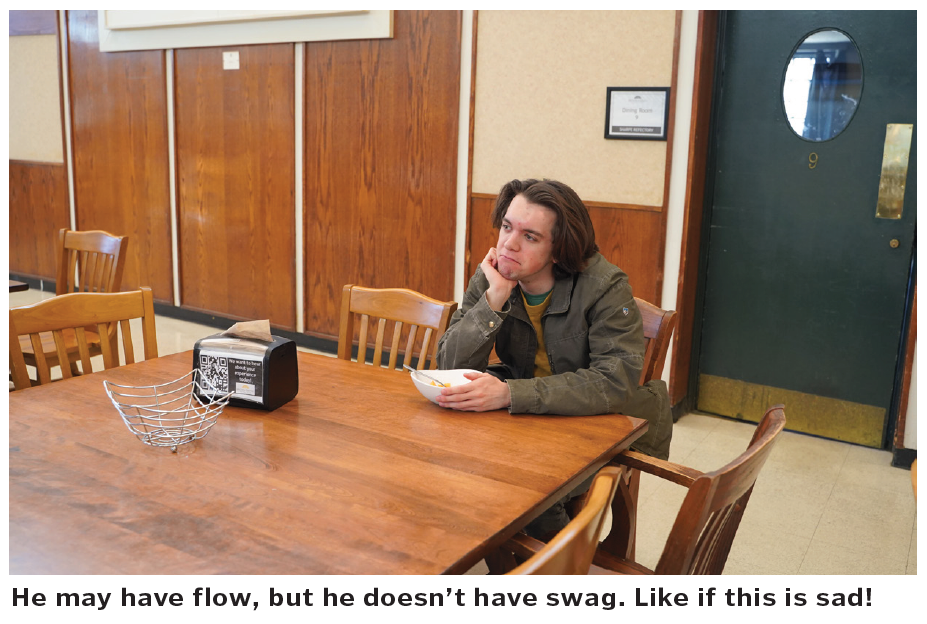 Dining Room
9
We want to hear
about your
experience
today!
He may have flow, but he doesn’t have swag. Like if this is sad!